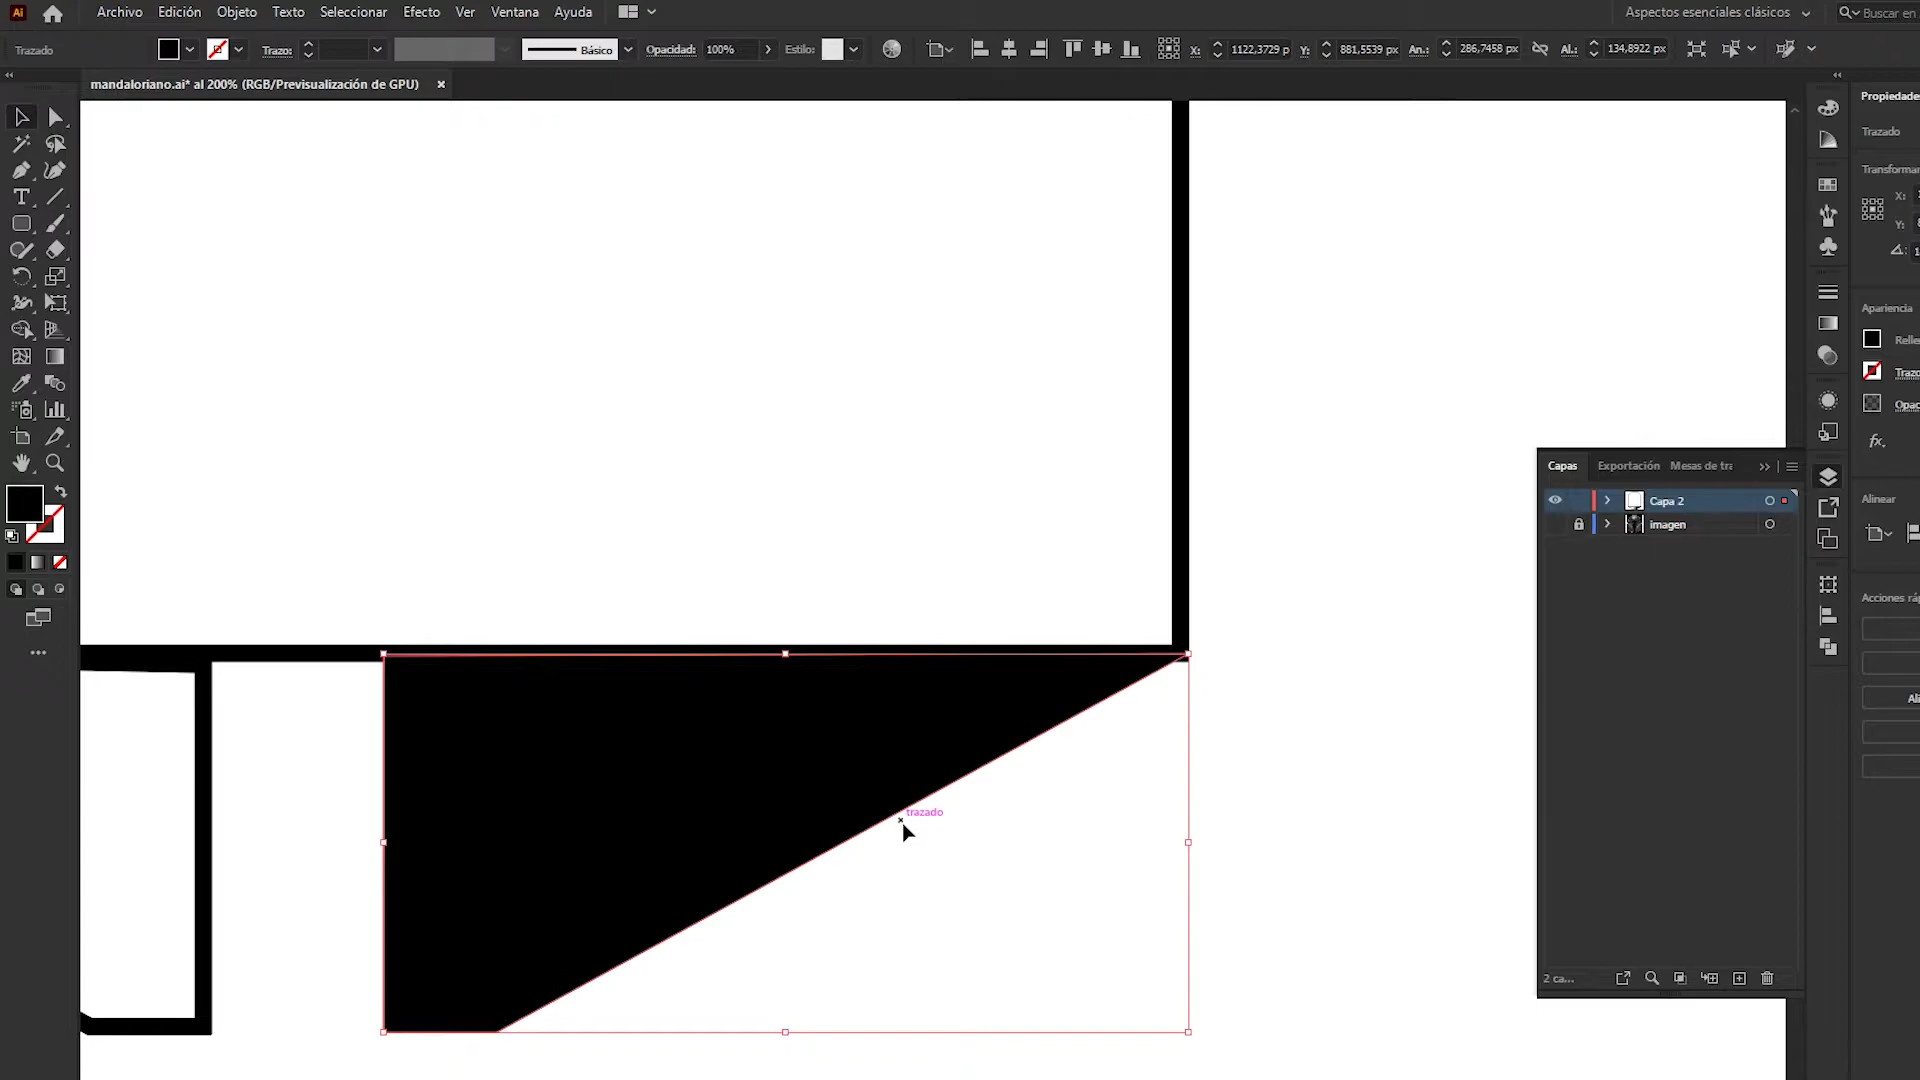 Ai Archivo Edición Objeto Texto Seleccionar Efecto Ver Ventana Ayuda Aspectos esenciales clásicos Buscar en
Trazado Trazo: Básico Opacidad: 100% Estilo: X: 1122,3729 p Y: 881,5539 px An.: 286,7458 px Al.: 134,8922 px
mandaloriano.ai* al 200% (RGB/Previsualización de GPU) ×
Propiedades
Trazado
Transformar
X:
Y:
Apariencia
Relle
Trazo
Opac
fx.
Capas Exportación Mesas de tra
Capa 2
imagen
Alinear
Acciones ráp
Ali
trazado
2 ca...